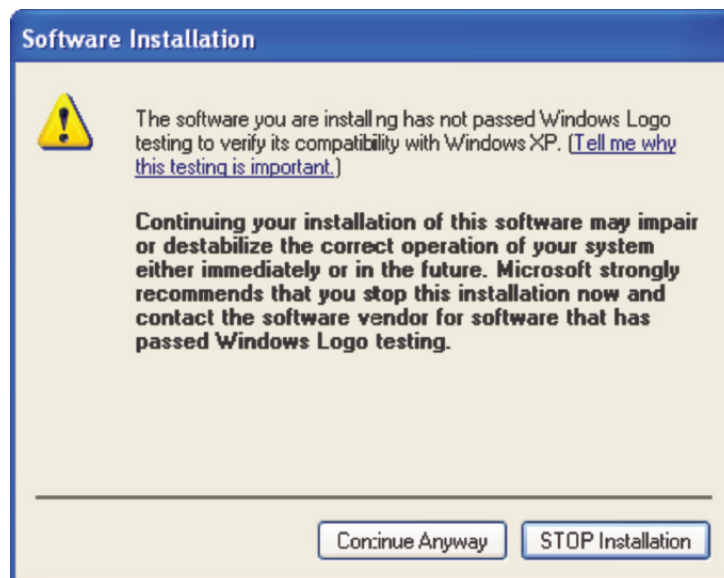 Software Installation
The software you are installng has not passed Windows Logo
testing to verify its compatibility with Windows XP. (Tell me why
this testing is important.)
Continuing your installation of this software may impair
or destabilize the correct operation of your system
either immediately or in the future. Microsoft strongly
recommends that you stop this installation now and
contact the software vendor for software that has
passed Windows Logo testing.
Continue Anyway STOP Installation